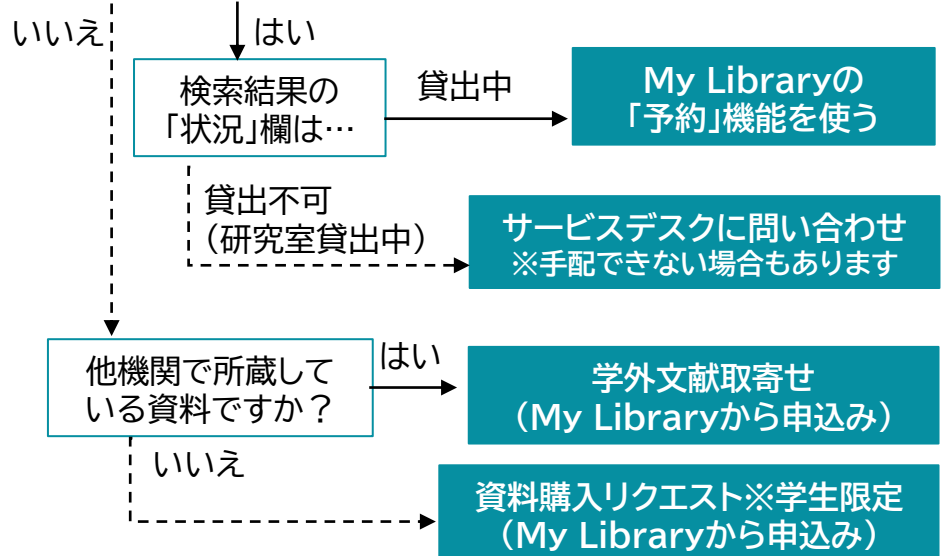 いいえ
はい
検索結果の
「状況」欄は…
貸出中
My Libraryの
「予約」機能を使う
貸出不可
（研究室貸出中）
サービスデスクに問い合わせ
※手配できない場合もあります
他機関で所蔵して
いる資料ですか？
はい
学外文献取寄せ
（My Libraryから申込み）
いいえ
資料購入リクエスト※学生限定
（My Libraryから申込み）